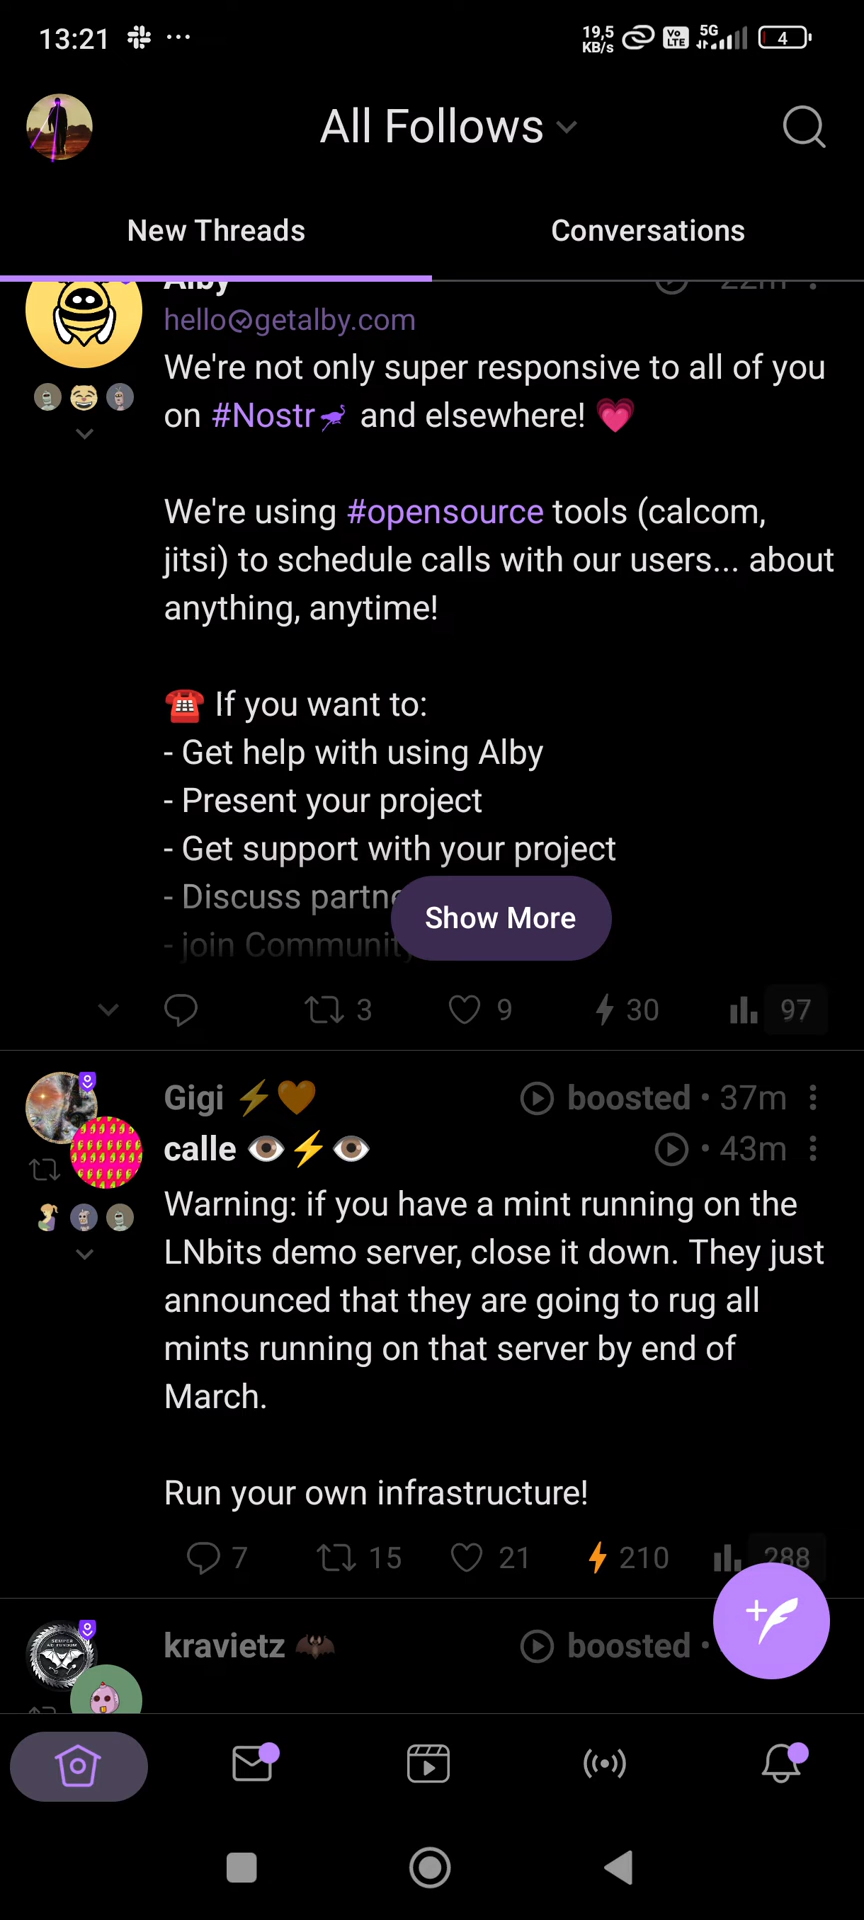 13:21 ... 19,5 KB/s Vo LTE 5G 4
All Follows
New Threads Conversations
Alby 22m
hello@getalby.com
We're not only super responsive to all of you
on #Nostr and elsewhere! 💗
We're using #opensource tools (calcom,
jitsi) to schedule calls with our users... about
anything, anytime!
☎️ If you want to:
- Get help with using Alby
- Present your project
- Get support with your project
- Discuss partne
Show More
- join Community
3 9 30 97
Gigi ⚡🧡 boosted • 37m
calle 👁️⚡👁️ • 43m
Warning: if you have a mint running on the
LNbits demo server, close it down. They just
announced that they are going to rug all
mints running on that server by end of
March.
Run your own infrastructure!
7 15 21 210 288
kravietz 🦇 boosted •